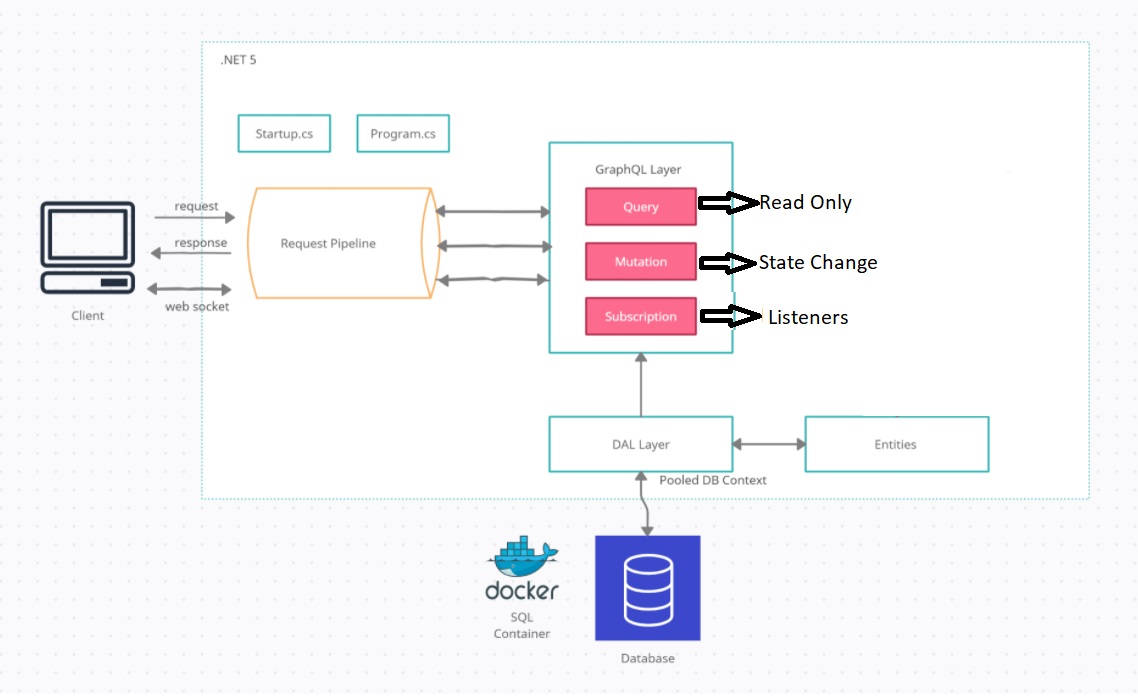 .NET 5
Startup.cs
Program.cs
GraphQL Layer
Query
Read Only
request
response
web socket
Client
Request Pipeline
Mutation
State Change
Subscription
Listeners
DAL Layer
Entities
Pooled DB Context
docker
SQL
Container
Database